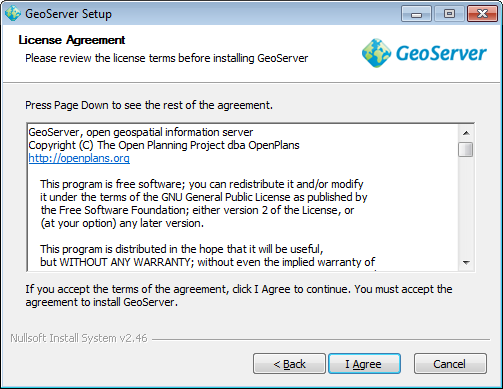 GeoServer Setup
License Agreement
Please review the license terms before installing GeoServer
GeoServer
Press Page Down to see the rest of the agreement.
GeoServer, open geospatial information server
Copyright (C) The Open Planning Project dba OpenPlans
http://openplans.org
This program is free software; you can redistribute it and/or modify
it under the terms of the GNU General Public License as published by
the Free Software Foundation; either version 2 of the License, or
(at your option) any later version.
This program is distributed in the hope that it will be useful,
but WITHOUT ANY WARRANTY; without even the implied warranty of
If you accept the terms of the agreement, click I Agree to continue. You must accept the
agreement to install GeoServer.
Nullsoft Install System v2.46
< Back
I Agree
Cancel